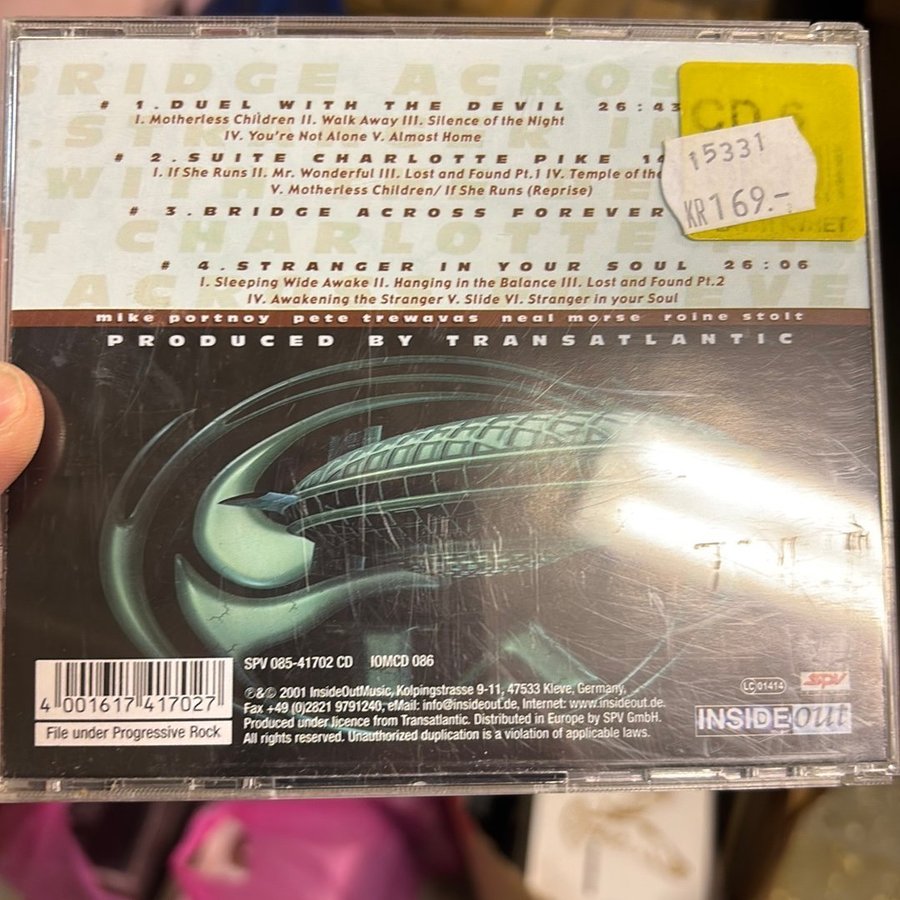 BRIDGE ACROS
# 1. DUEL WITH THE DEVIL 26:43
I. Motherless Children II. Walk Away III. Silence of the Night
IV. You're Not Alone V. Almost Home
# 2. SUITE CHARLOTTE PIKE 14
I. If She Runs II. Mr. Wonderful III. Lost and Found Pt.1 IV. Temple of the
V. Motherless Children/ If She Runs (Reprise)
# 3. BRIDGE ACROSS FOREVER
T CHARLOTTE
# 4. STRANGER IN YOUR SOUL 26:06
I. Sleeping Wide Awake II. Hanging in the Balance III. Lost and Found Pt.2
IV. Awakening the Stranger V. Slide VI. Stranger in your Soul
mike portnoy pete trewavas neal morse roine stolt
PRODUCED BY TRANSATLANTIC
CD
15331
KR 169.-
SPV 085-41702 CD IOMCD 086
℗&© 2001 InsideOutMusic, Kolpingstrasse 9-11, 47533 Kleve, Germany,
Fax +49 (0)2821 9791240, eMail: info@insideout.de, Internet: www.insideout.de.
Produced under licence from Transatlantic. Distributed in Europe by SPV GmbH.
All rights reserved. Unauthorized duplication is a violation of applicable laws.
4 001617 417027
File under Progressive Rock
LC 01414
SPV
INSIDEOUT